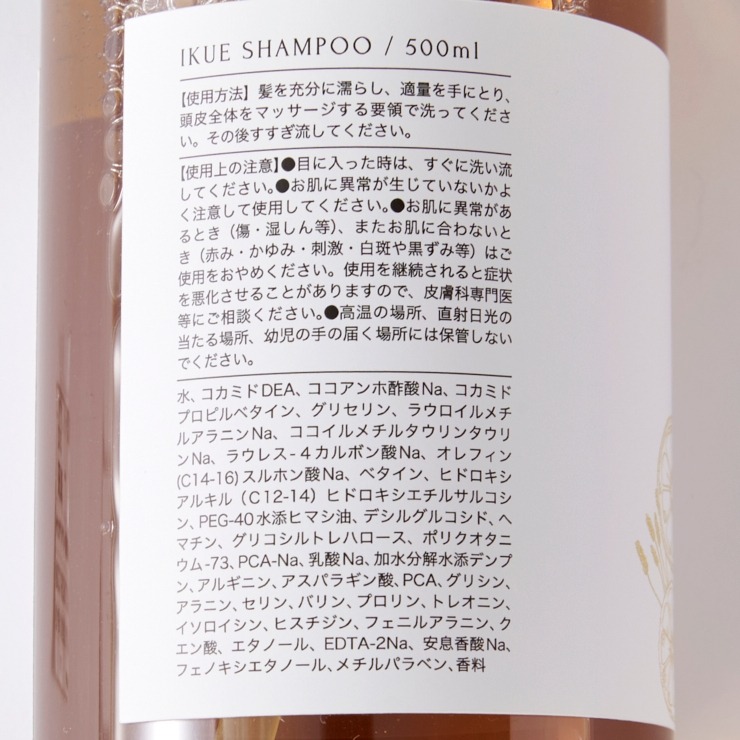 IKUE SHAMPOO / 500ml
【使用方法】髪を充分に濡らし、適量を手にとり、
頭皮全体をマッサージする要領で洗ってくださ
い。その後すすぎ流してください。
【使用上の注意】●目に入った時は、すぐに洗い流
してください。●お肌に異常が生じていないかよ
く注意して使用してください。●お肌に異常があ
るとき（傷・湿しん等）、またお肌に合わないと
き（赤み・かゆみ・刺激・白斑や黒ずみ等）はご
使用をおやめください。使用を継続されると症状
を悪化させることがありますので、皮膚科専門医
等にご相談ください。●高温の場所、直射日光の
当たる場所、幼児の手の届く場所には保管しない
でください。
水、コカミドDEA、ココアンホ酢酸Na、コカミド
プロピルベタイン、グリセリン、ラウロイルメチ
ルアラニンNa、ココイルメチルタウリンタウリ
ンNa、ラウレス-4カルボン酸Na、オレフィン
(C14-16)スルホン酸Na、ベタイン、ヒドロキシ
アルキル（C12-14）ヒドロキシエチルサルコシ
ン、PEG-40水添ヒマシ油、デシルグルコシド、ヘ
マチン、グリコシルトレハロース、ポリクオタニ
ウム-73、PCA-Na、乳酸Na、加水分解水添デンプ
ン、アルギニン、アスパラギン酸、PCA、グリシン、
アラニン、セリン、バリン、プロリン、トレオニン、
イソロイシン、ヒスチジン、フェニルアラニン、ク
エン酸、エタノール、EDTA-2Na、安息香酸Na、
フェノキシエタノール、メチルパラベン、香料